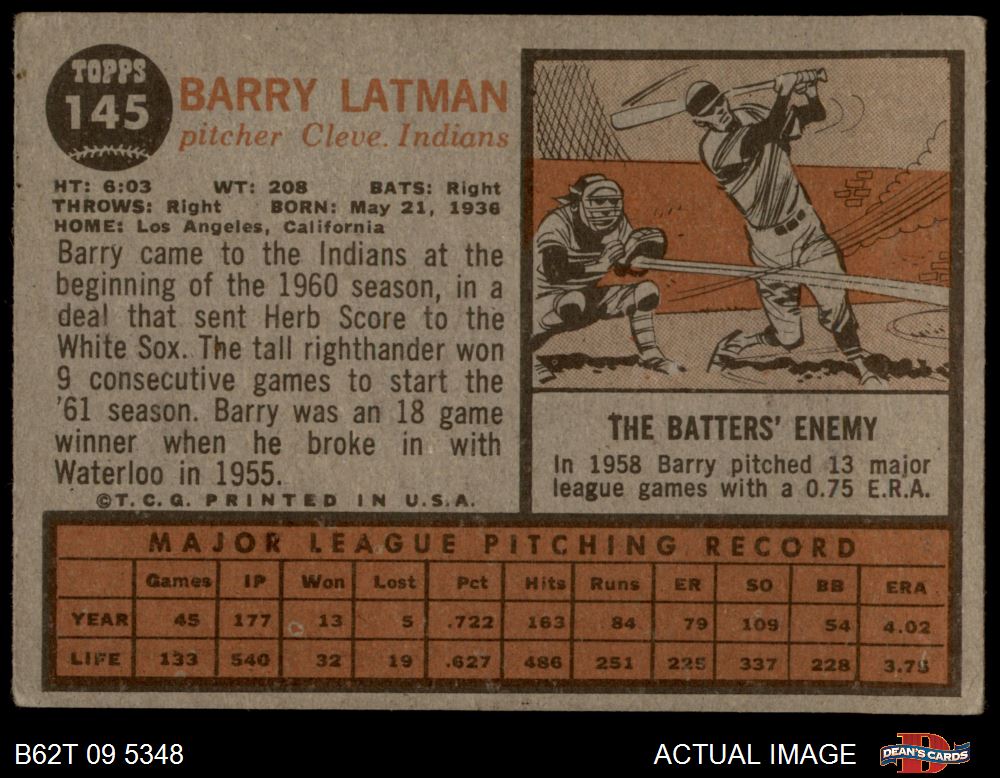 TOPPS
145
BARRY LATMAN
pitcher Cleve. Indians
HT: 6:03 WT: 208 BATS: Right
THROWS: Right BORN: May 21, 1936
HOME: Los Angeles, California
Barry came to the Indians at the
beginning of the 1960 season, in a
deal that sent Herb Score to the
White Sox. The tall righthander won
9 consecutive games to start the
'61 season. Barry was an 18 game
winner when he broke in with
Waterloo in 1955.
©T.C.G. PRINTED IN U.S.A.
THE BATTERS' ENEMY
In 1958 Barry pitched 13 major
league games with a 0.75 E.R.A.
MAJOR LEAGUE PITCHING RECORD
Games IP Won Lost Pct Hits Runs ER SO BB ERA
YEAR 45 177 13 5 .722 163 84 79 109 54 4.02
LIFE 133 540 32 19 .627 486 251 225 337 228 3.75
B62T 09 5348
ACTUAL IMAGE
DEAN'S CARDS